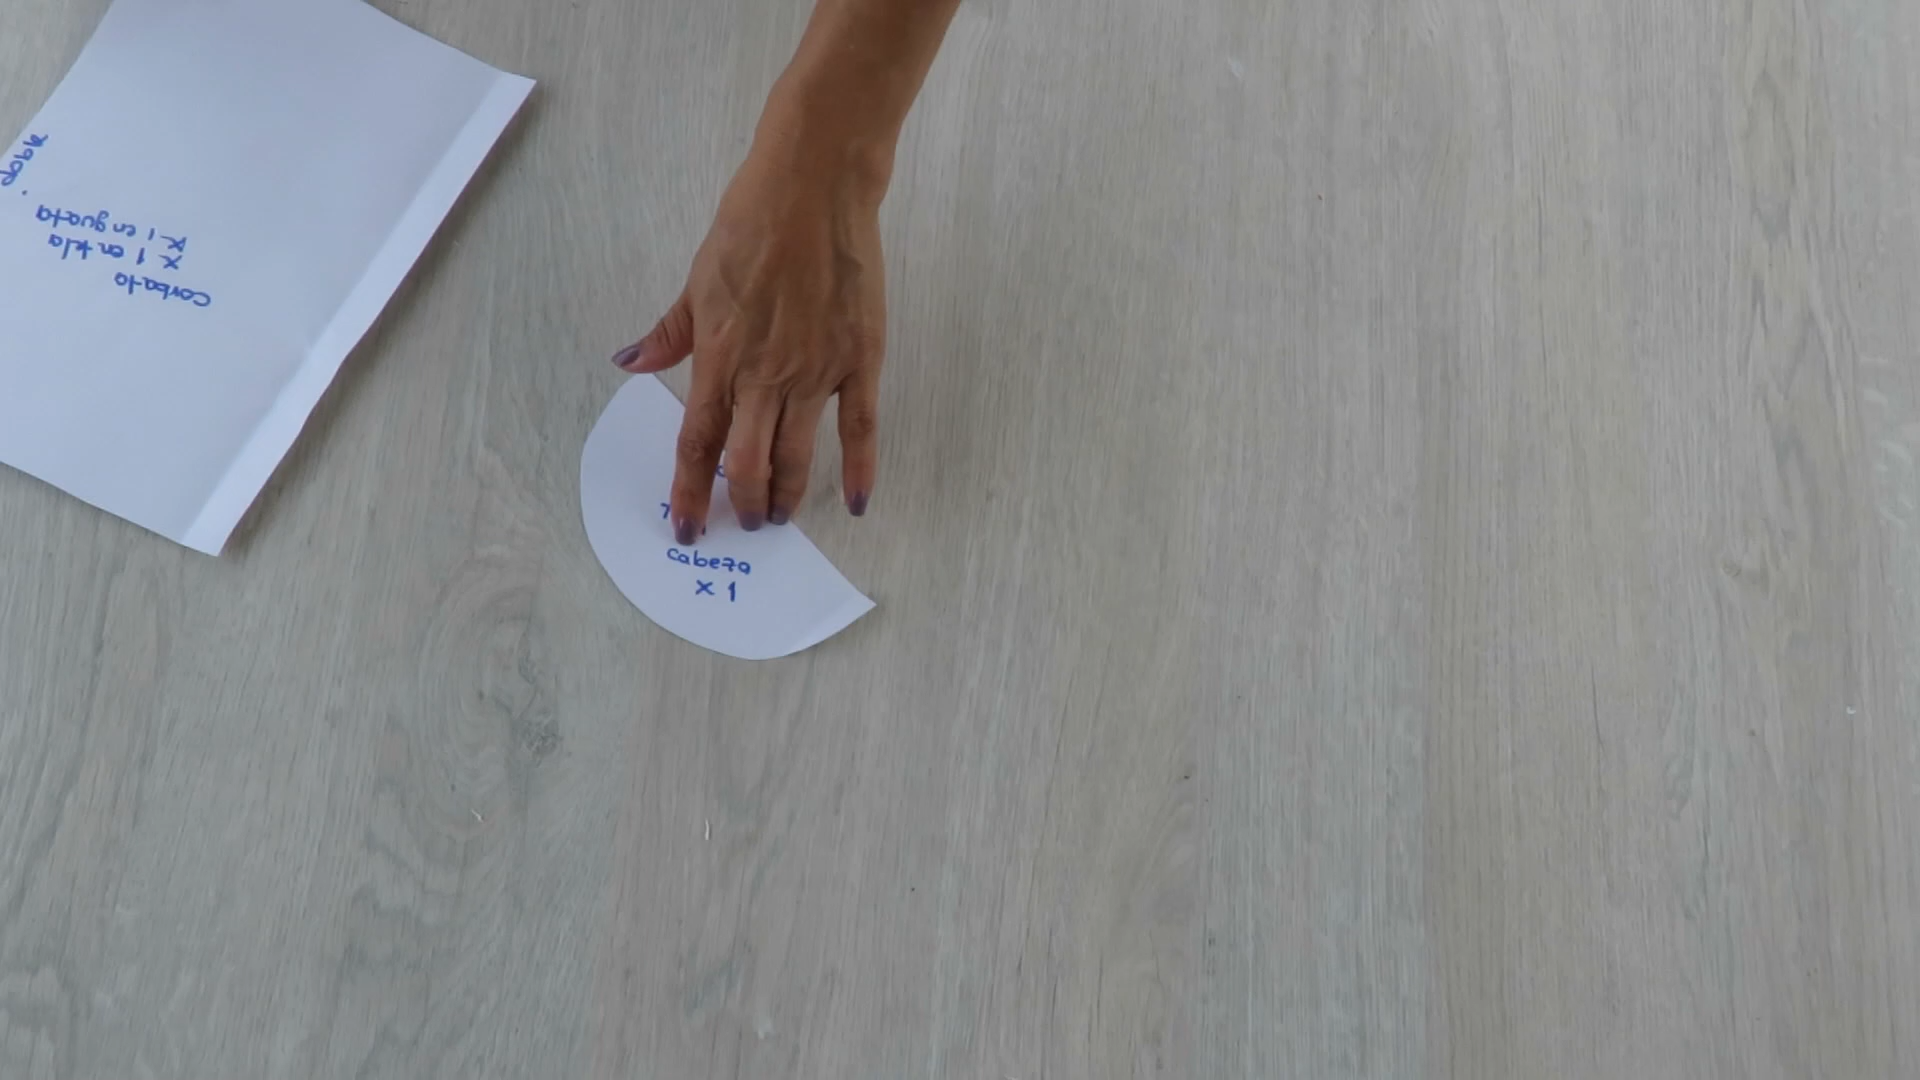 corbata
x 1 en tela
x 1 en guata
cabeza
x 1